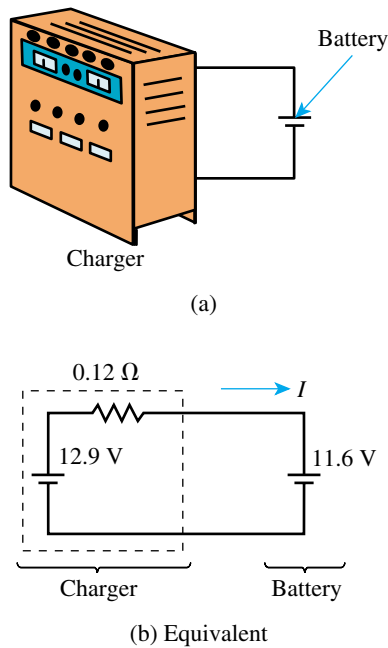 Battery
Charger
(a)
0.12 Ω
I
12.9 V
11.6 V
Charger
Battery
(b) Equivalent